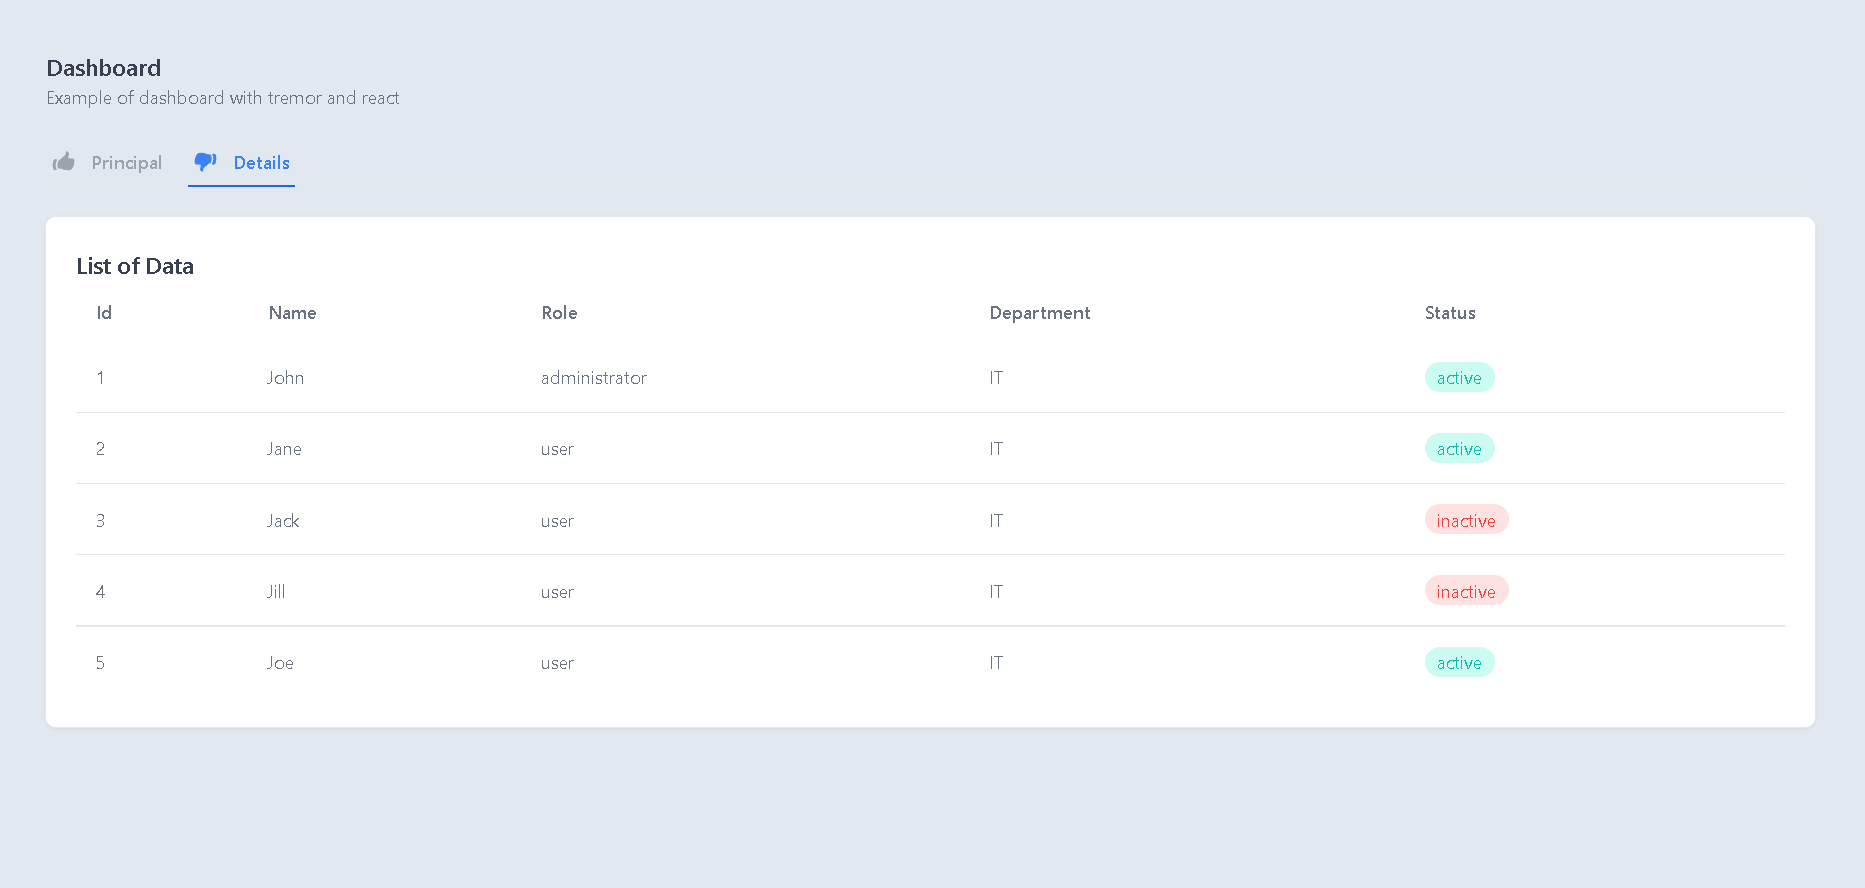 Dashboard
Example of dashboard with tremor and react
Principal Details
List of Data
Id Name Role Department Status
1 John administrator IT active
2 Jane user IT active
3 Jack user IT inactive
4 Jill user IT inactive
5 Joe user IT active